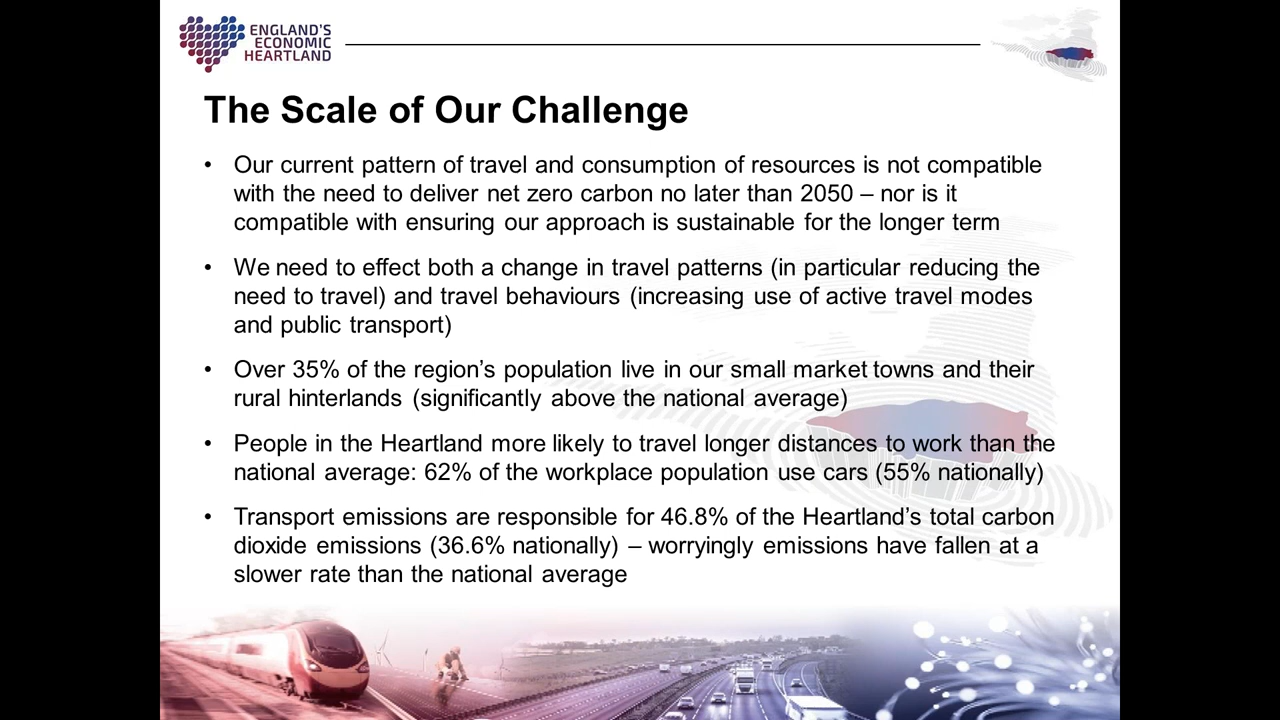 ENGLAND'S
ECONOMIC
HEARTLAND
The Scale of Our Challenge
• Our current pattern of travel and consumption of resources is not compatible
with the need to deliver net zero carbon no later than 2050 – nor is it
compatible with ensuring our approach is sustainable for the longer term
• We need to effect both a change in travel patterns (in particular reducing the
need to travel) and travel behaviours (increasing use of active travel modes
and public transport)
• Over 35% of the region’s population live in our small market towns and their
rural hinterlands (significantly above the national average)
• People in the Heartland more likely to travel longer distances to work than the
national average: 62% of the workplace population use cars (55% nationally)
• Transport emissions are responsible for 46.8% of the Heartland’s total carbon
dioxide emissions (36.6% nationally) – worryingly emissions have fallen at a
slower rate than the national average